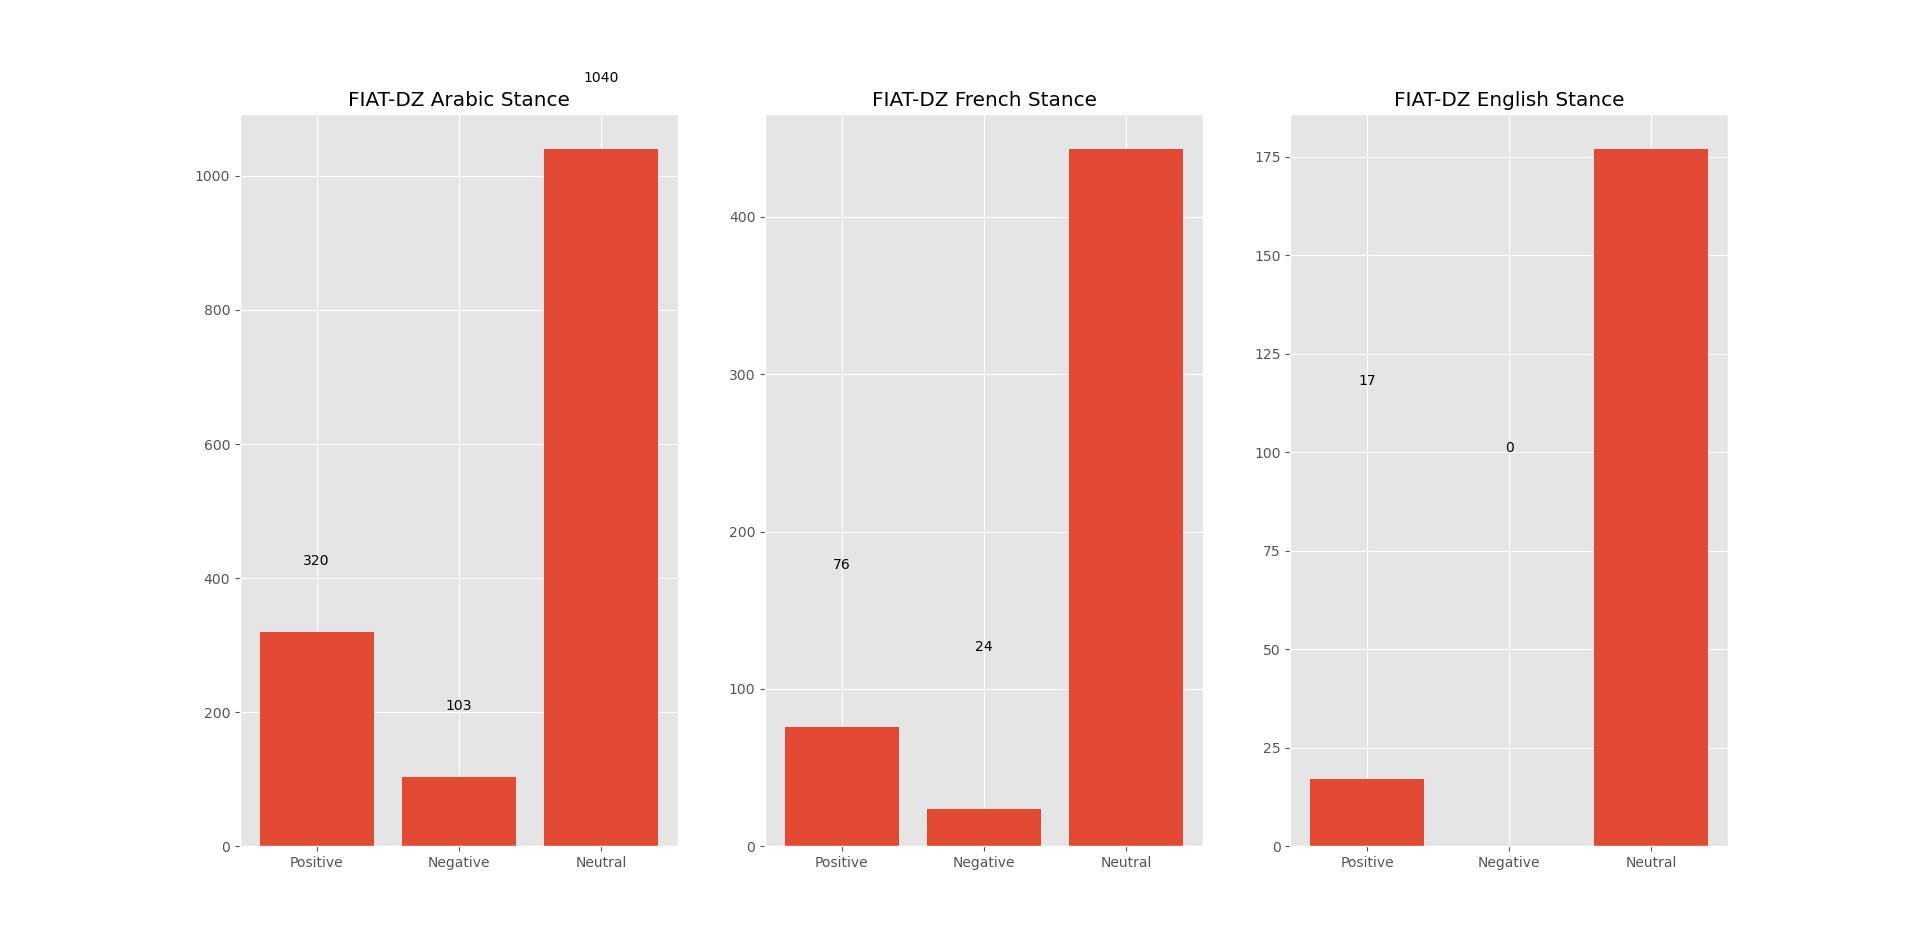 1040
FIAT-DZ Arabic Stance
1000
800
600
400
200
0
320
103
Positive
Negative
Neutral
FIAT-DZ French Stance
400
300
200
100
0
76
24
Positive
Negative
Neutral
FIAT-DZ English Stance
175
150
125
100
75
50
25
0
17
0
Positive
Negative
Neutral